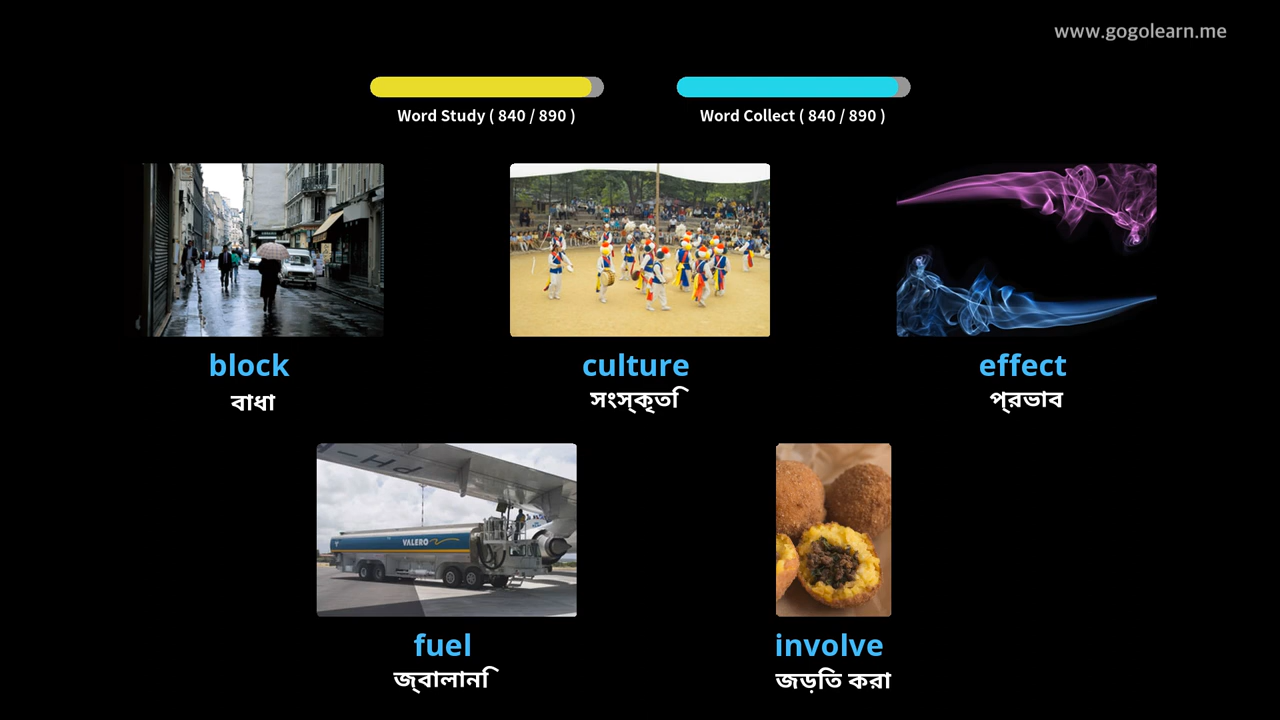 www.gogolearn.me
Word Study ( 840 / 890 )
Word Collect ( 840 / 890 )
block
বাধা
culture
সংস্কৃতি
effect
প্রভাব
PH-
VALERO
fuel
জ্বালানি
involve
জড়িত করা